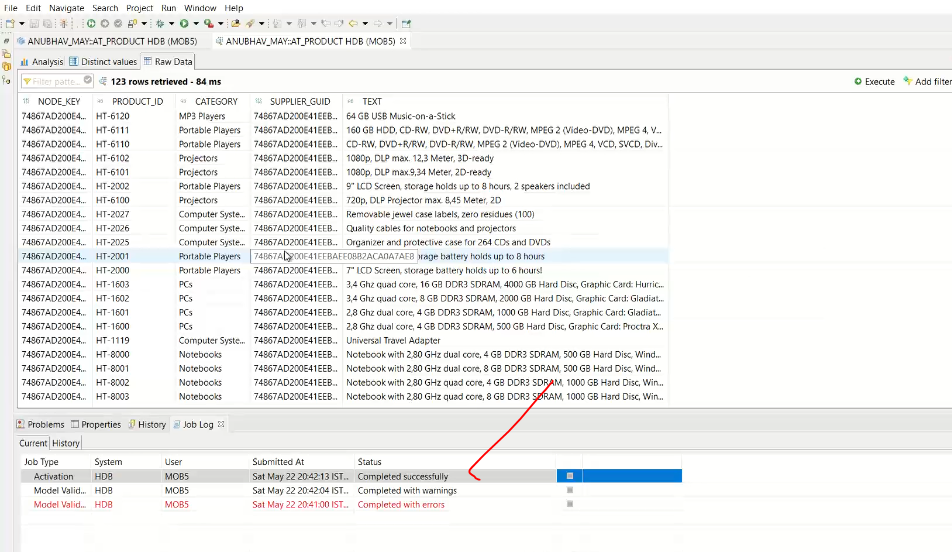 File Edit Navigate Search Project Run Window Help
ANUBHAV_MAY::AT_PRODUCT HDB (MOB5) ANUBHAV_MAY::AT_PRODUCT HDB (MOB5)
Analysis Distinct values Raw Data
Filter patte... 123 rows retrieved - 84 ms Execute Add filter
NODE_KEY PRODUCT_ID CATEGORY SUPPLIER_GUID TEXT
74867AD200E4... HT-6120 MP3 Players 74867AD200E41EEB... 64 GB USB Music-on-a-Stick
74867AD200E4... HT-6111 Portable Players 74867AD200E41EEB... 160 GB HDD, CD-RW, DVD+R/RW, DVD-R/RW, MPEG 2 (Video-DVD), MPEG 4, V...
74867AD200E4... HT-6110 Portable Players 74867AD200E41EEB... CD-RW, DVD+R/RW, DVD-R/RW, MPEG 2 (Video-DVD), MPEG 4, VCD, SVCD, Div...
74867AD200E4... HT-6102 Projectors 74867AD200E41EEB... 1080p, DLP max. 12,3 Meter, 3D-ready
74867AD200E4... HT-6101 Projectors 74867AD200E41EEB... 1080p, DLP max.9,34 Meter, 2D-ready
74867AD200E4... HT-2002 Portable Players 74867AD200E41EEB... 9" LCD Screen, storage holds up to 8 hours, 2 speakers included
74867AD200E4... HT-6100 Projectors 74867AD200E41EEB... 720p, DLP Projector max. 8,45 Meter, 2D
74867AD200E4... HT-2027 Computer Syste... 74867AD200E41EEB... Removable jewel case labels, zero residues (100)
74867AD200E4... HT-2026 Computer Syste... 74867AD200E41EEB... Quality cables for notebooks and projectors
74867AD200E4... HT-2025 Computer Syste... 74867AD200E41EEB... Organizer and protective case for 264 CDs and DVDs
74867AD200E4... HT-2001 Portable Players 74867AD200E41EEBAEE08B2ACA0A7AEB orage battery holds up to 8 hours
74867AD200E4... HT-2000 Portable Players 74867AD200E41EEB... 7" LCD Screen, storage battery holds up to 6 hours!
74867AD200E4... HT-1603 PCs 74867AD200E41EEB... 3,4 GHz quad core, 16 GB DDR3 SDRAM, 4000 GB Hard Disc, Graphic Card: Hurric...
74867AD200E4... HT-1602 PCs 74867AD200E41EEB... 3,4 GHz quad core, 8 GB DDR3 SDRAM, 2000 GB Hard Disc, Graphic Card: Gladiat...
74867AD200E4... HT-1601 PCs 74867AD200E41EEB... 2,8 Ghz dual core, 4 GB DDR3 SDRAM, 1000 GB Hard Disc, Graphic Card: Gladiat...
74867AD200E4... HT-1600 PCs 74867AD200E41EEB... 2,8 Ghz dual core, 4 GB DDR3 SDRAM, 500 GB Hard Disc, Graphic Card: Proctra X...
74867AD200E4... HT-1119 Computer Syste... 74867AD200E41EEB... Universal Travel Adapter
74867AD200E4... HT-8000 Notebooks 74867AD200E41EEB... Notebook with 2,80 GHz dual core, 4 GB DDR3 SDRAM, 500 GB Hard Disc, Wind...
74867AD200E4... HT-8001 Notebooks 74867AD200E41EEB... Notebook with 2,80 GHz dual core, 8 GB DDR3 SDRAM, 500 GB Hard Disc, Wind...
74867AD200E4... HT-8002 Notebooks 74867AD200E41EEB... Notebook with 2,80 GHz quad core, 4 GB DDR3 SDRAM, 1000 GB Hard Disc, Win...
74867AD200E4... HT-8003 Notebooks 74867AD200E41EEB... Notebook with 2,80 GHz quad core, 8 GB DDR3 SDRAM, 1000 GB Hard Disc, Win...
Problems Properties History Job Log
Current History
Job Type System User Submitted At Status
Activation HDB MOB5 Sat May 22 20:42:13 IST... Completed successfully
Model Valid... HDB MOB5 Sat May 22 20:42:04 IST... Completed with warnings
Model Valid... HDB MOB5 Sat May 22 20:41:00 IST... Completed with errors